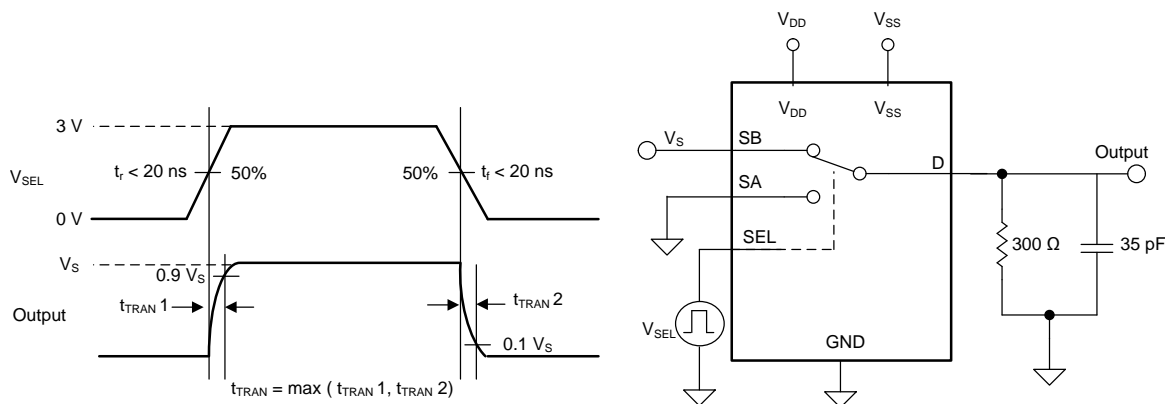 3 V
V_SEL
t_r < 20 ns
50%
50%
t_f < 20 ns
0 V
V_S
0.9 V_S
t_TRAN 1
t_TRAN 2
Output
0.1 V_S
t_TRAN = max ( t_TRAN 1, t_TRAN 2)
V_DD
V_SS
V_DD
V_SS
V_S
SB
D
Output
SA
SEL
300 Ω
35 pF
V_SEL
GND